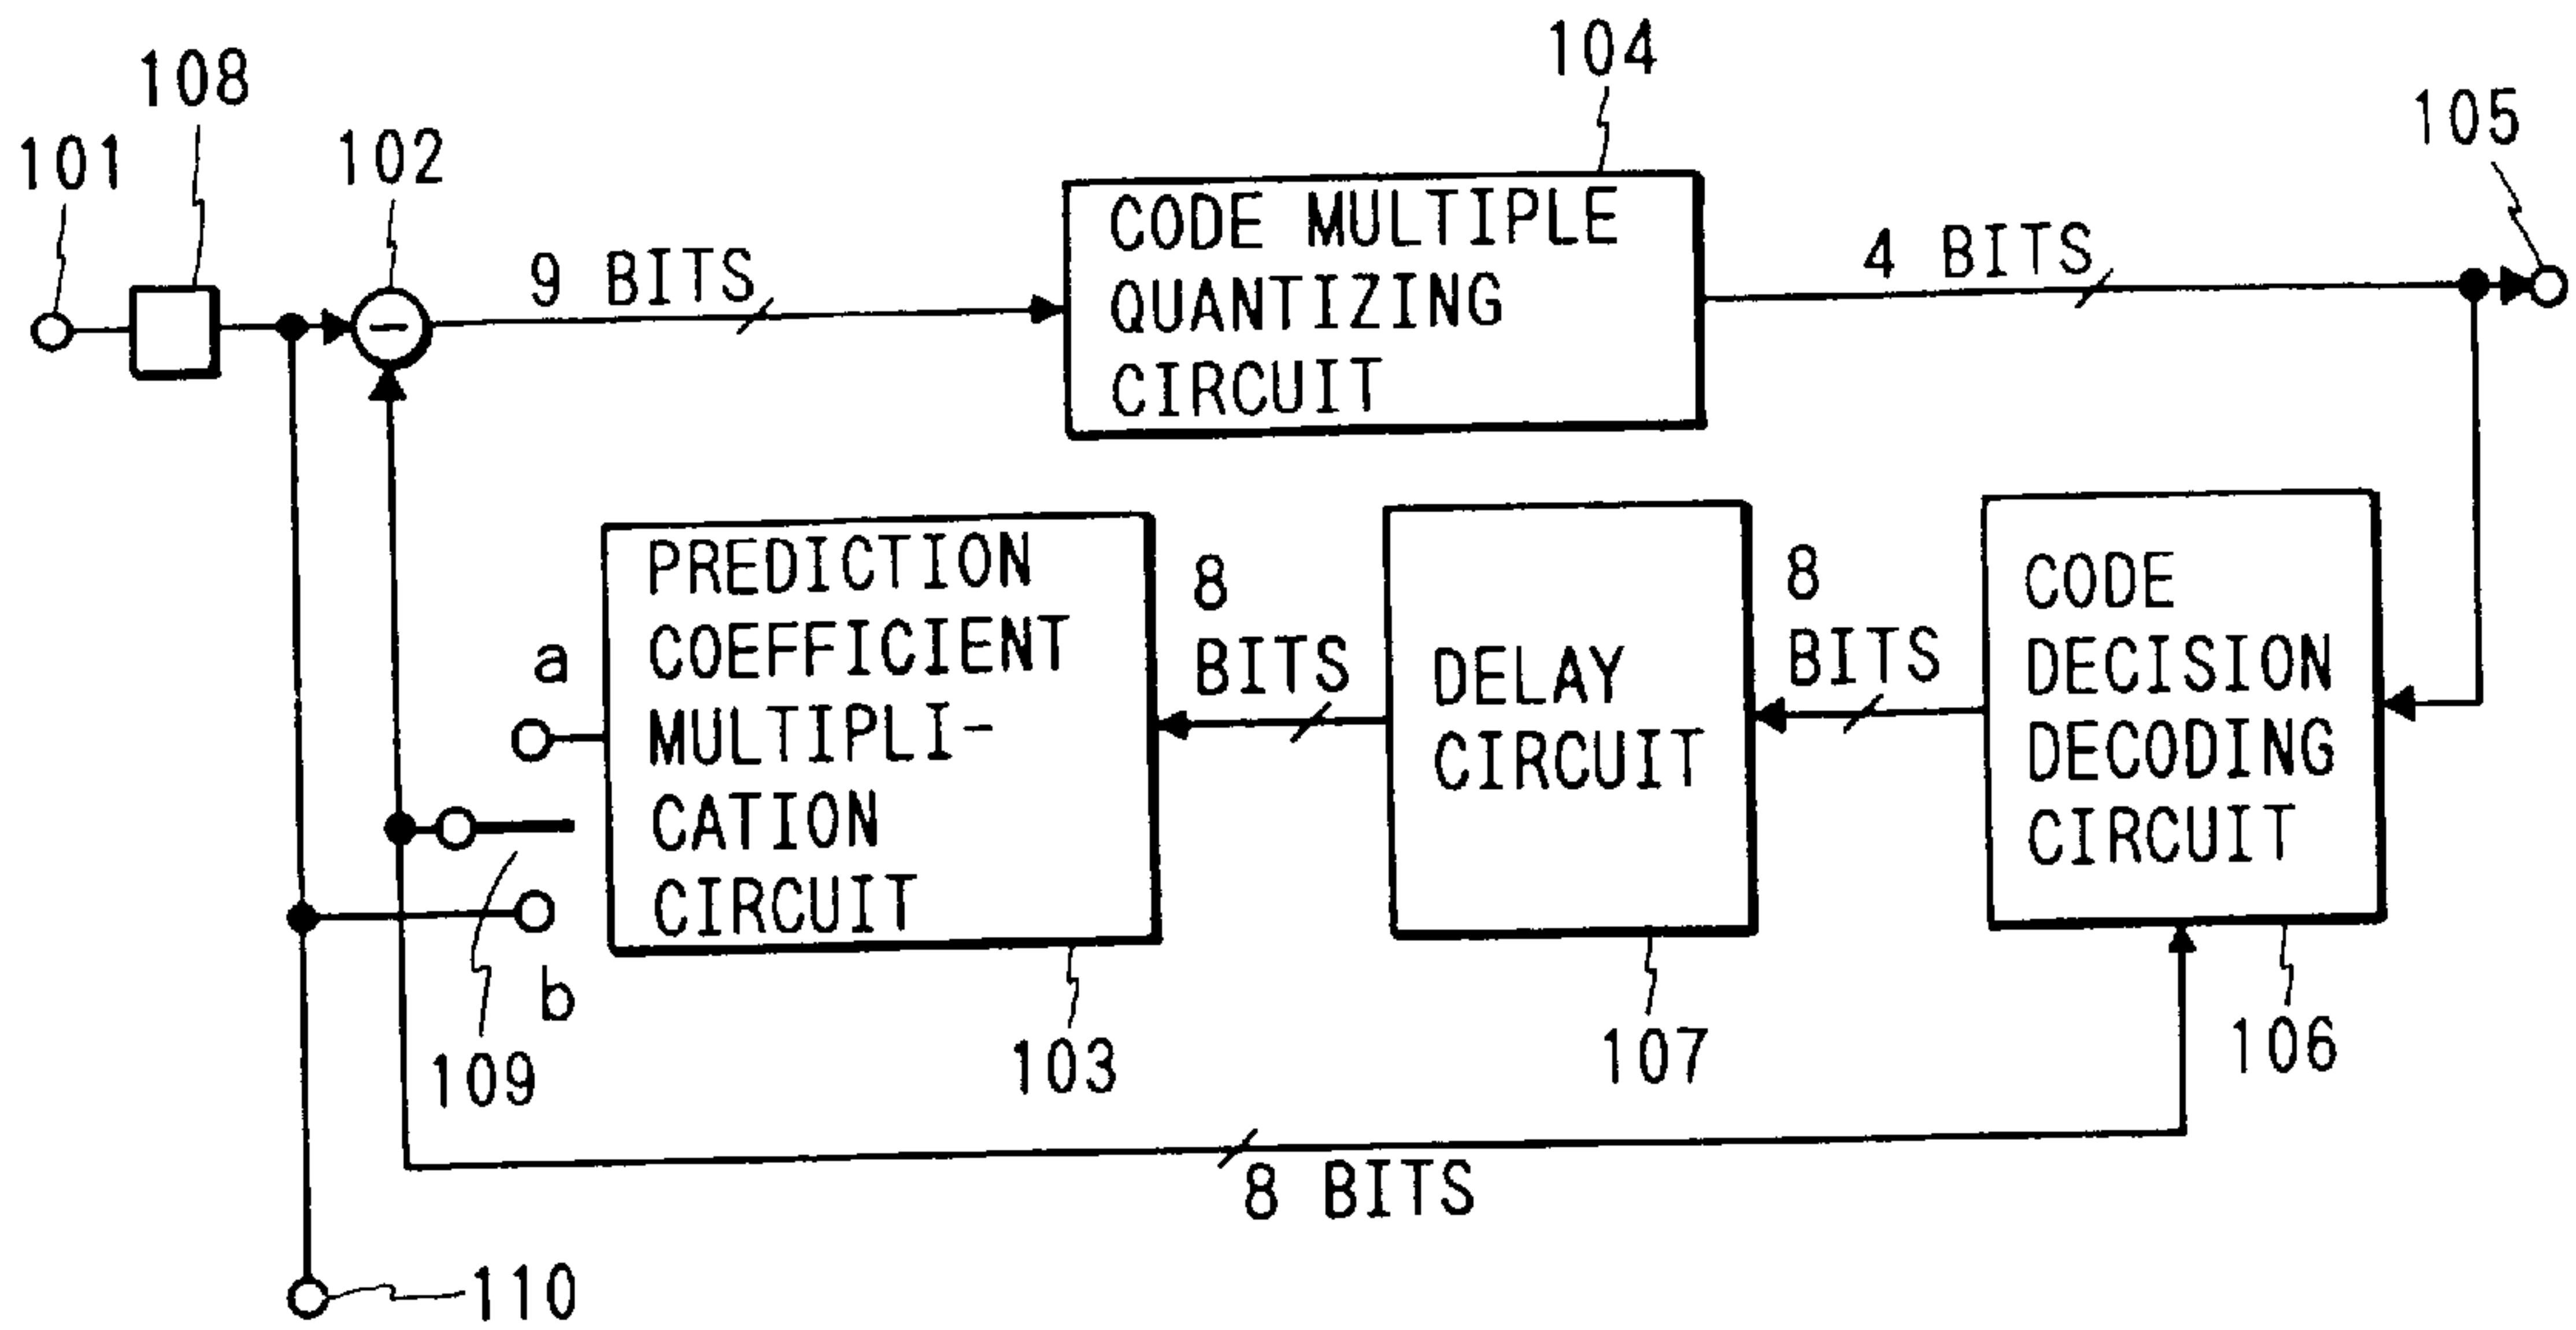 104
108
105
102
101
CODE MULTIPLE
QUANTIZING
CIRCUIT
9 BITS
4 BITS
PREDICTION
COEFFICIENT
MULTIPLI-
CATION
CIRCUIT
a
b
8
BITS
DELAY
CIRCUIT
8
BITS
CODE
DECISION
DECODING
CIRCUIT
109
103
107
106
8 BITS
110